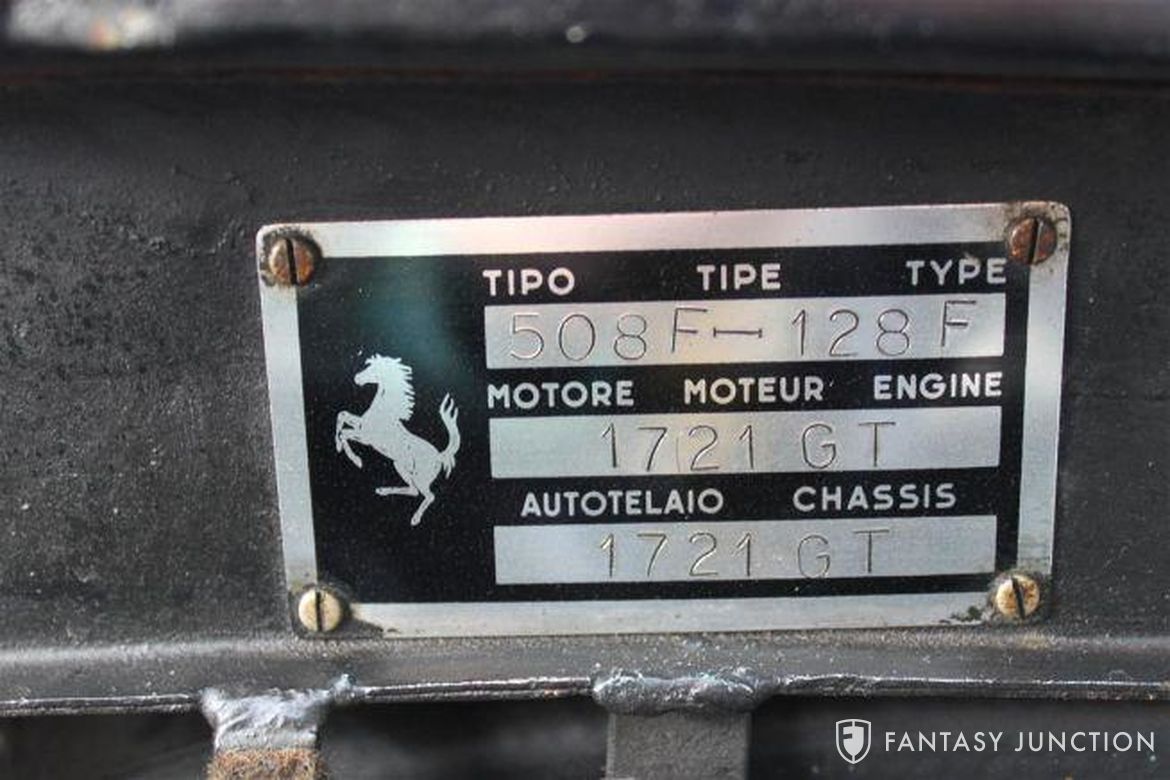 TIPO TIPE TYPE
508F-128F
MOTORE MOTEUR ENGINE
1721 GT
AUTOTELAIO CHASSIS
1721 GT
FANTASY JUNCTION